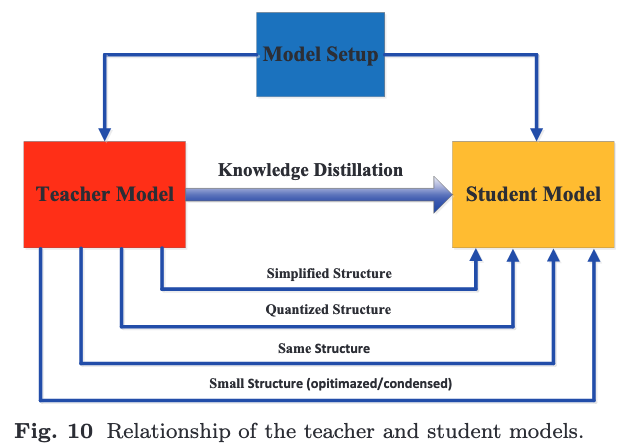 Model Setup
Knowledge Distillation
Teacher Model
Student Model
Simplified Structure
Quantized Structure
Same Structure
Small Structure (opitimazed/condensed)
Fig. 10 Relationship of the teacher and student models.